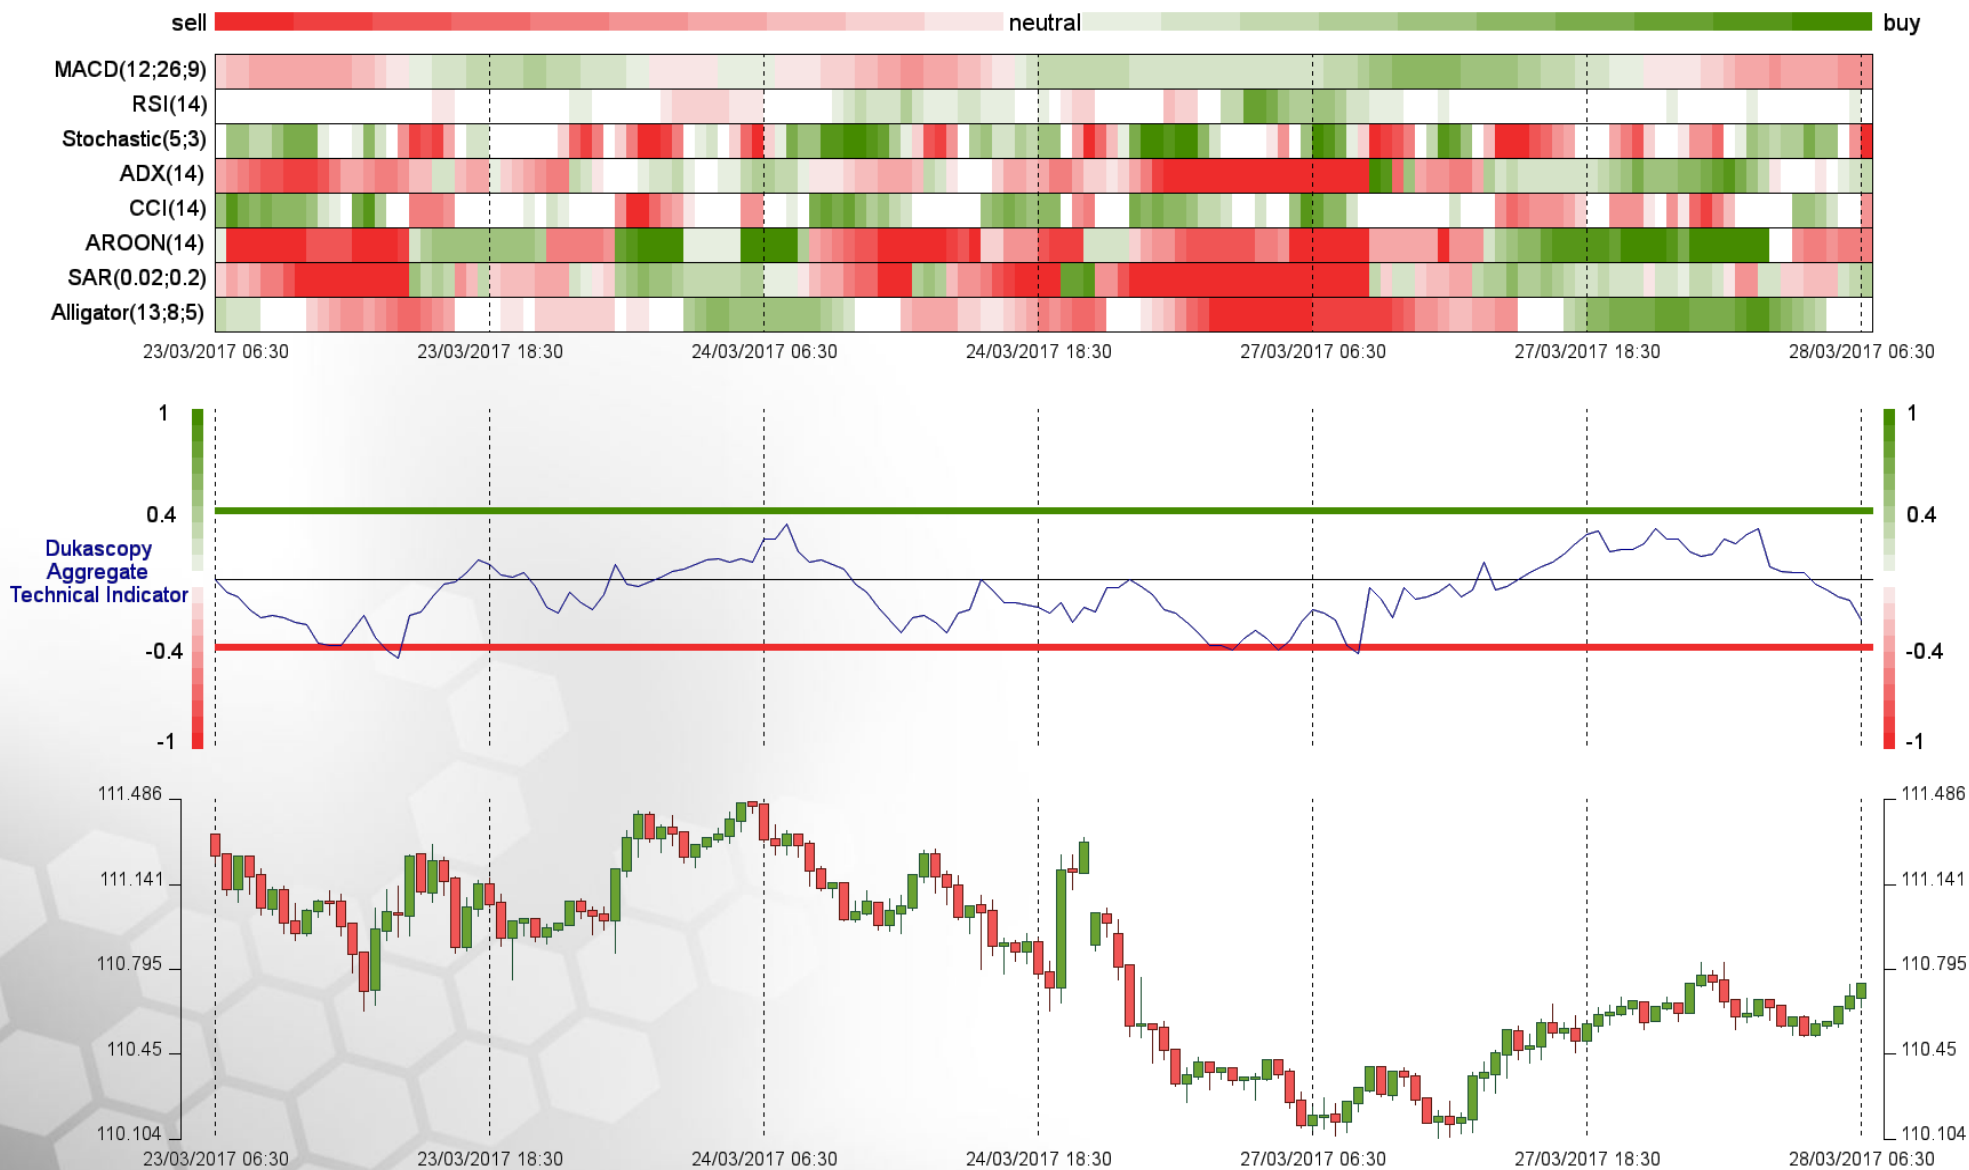 sell neutral buy
MACD(12;26;9)
RSI(14)
Stochastic(5;3)
ADX(14)
CCI(14)
AROON(14)
SAR(0.02;0.2)
Alligator(13;8;5)
23/03/2017 06:30 23/03/2017 18:30 24/03/2017 06:30 24/03/2017 18:30 27/03/2017 06:30 27/03/2017 18:30 28/03/2017 06:30
1 1
0.4 0.4
Dukascopy
Aggregate
Technical Indicator
-0.4 -0.4
-1 -1
111.486 111.486
111.141 111.141
110.795 110.795
110.45 110.45
110.104 110.104
23/03/2017 06:30 23/03/2017 18:30 24/03/2017 06:30 24/03/2017 18:30 27/03/2017 06:30 27/03/2017 18:30 28/03/2017 06:30